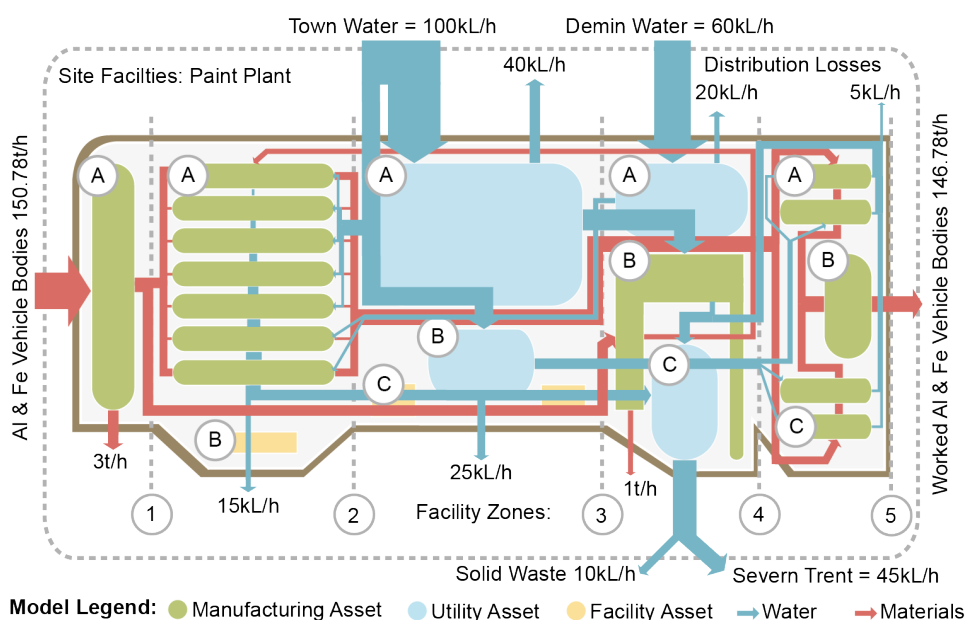 Town Water = 100kL/h
Demin Water = 60kL/h
Site Facilties: Paint Plant
40kL/h
Distribution Losses
20kL/h
5kL/h
Al & Fe Vehicle Bodies 150.78t/h
Worked Al & Fe Vehicle Bodies 146.78t/h
A
A
A
A
A
B
B
B
C
C
C
B
3t/h
15kL/h
25kL/h
1t/h
1
2
Facility Zones:
3
4
5
Solid Waste 10kL/h
Severn Trent = 45kL/h
Model Legend:
Manufacturing Asset
Utility Asset
Facility Asset
Water
Materials